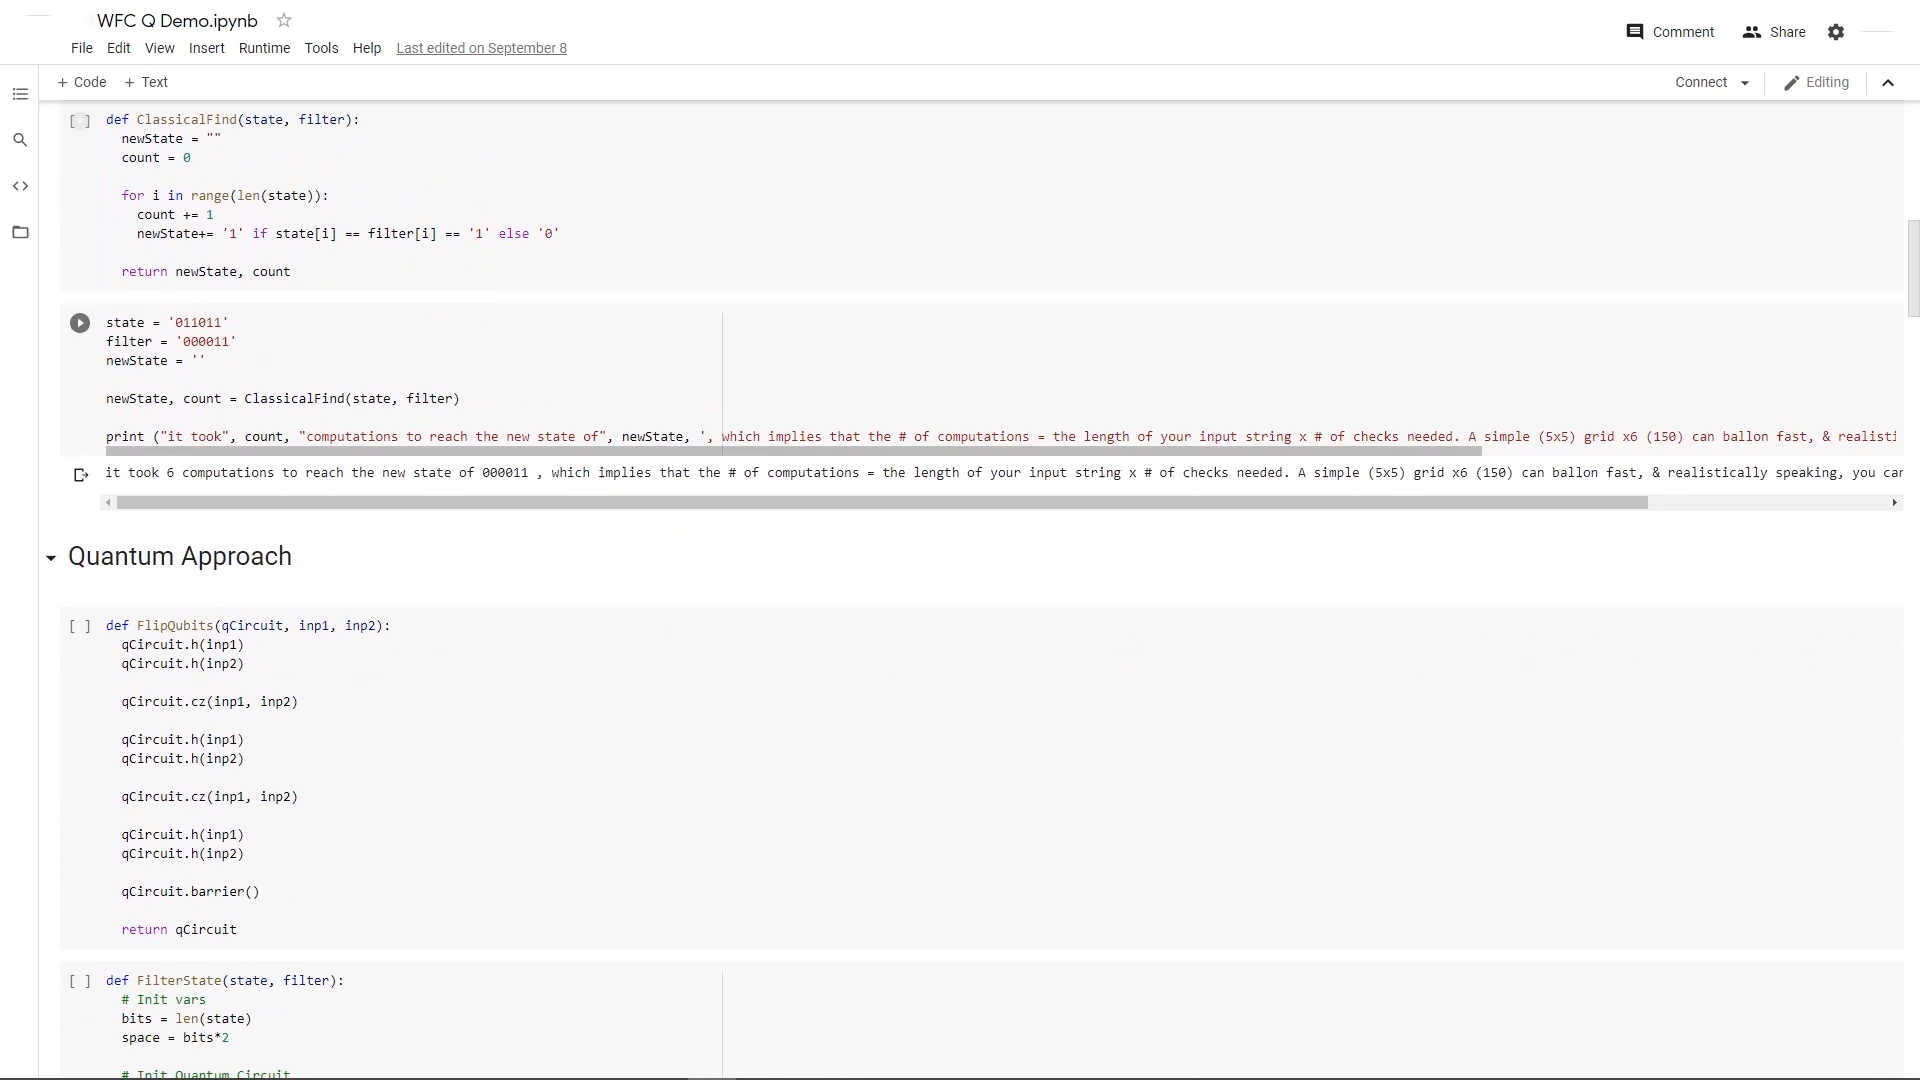 WFC Q Demo.ipynb
File Edit View Insert Runtime Tools Help Last edited on September 8
Comment Share
+ Code + Text
Connect Editing
[ ] def ClassicalFind(state, filter):
newState = ""
count = 0
for i in range(len(state)):
count += 1
newState+= '1' if state[i] == filter[i] == '1' else '0'
return newState, count
state = '011011'
filter = '000011'
newState = ''
newState, count = ClassicalFind(state, filter)
print ("it took", count, "computations to reach the new state of", newState, ', which implies that the # of computations = the length of your input string x # of checks needed. A simple (5x5) grid x6 (150) can ballon fast, & realisti
it took 6 computations to reach the new state of 000011 , which implies that the # of computations = the length of your input string x # of checks needed. A simple (5x5) grid x6 (150) can ballon fast, & realistically speaking, you can
Quantum Approach
[ ] def FlipQubits(qCircuit, inp1, inp2):
qCircuit.h(inp1)
qCircuit.h(inp2)
qCircuit.cz(inp1, inp2)
qCircuit.h(inp1)
qCircuit.h(inp2)
qCircuit.cz(inp1, inp2)
qCircuit.h(inp1)
qCircuit.h(inp2)
qCircuit.barrier()
return qCircuit
[ ] def FilterState(state, filter):
# Init vars
bits = len(state)
space = bits*2
# Init Quantum Circuit